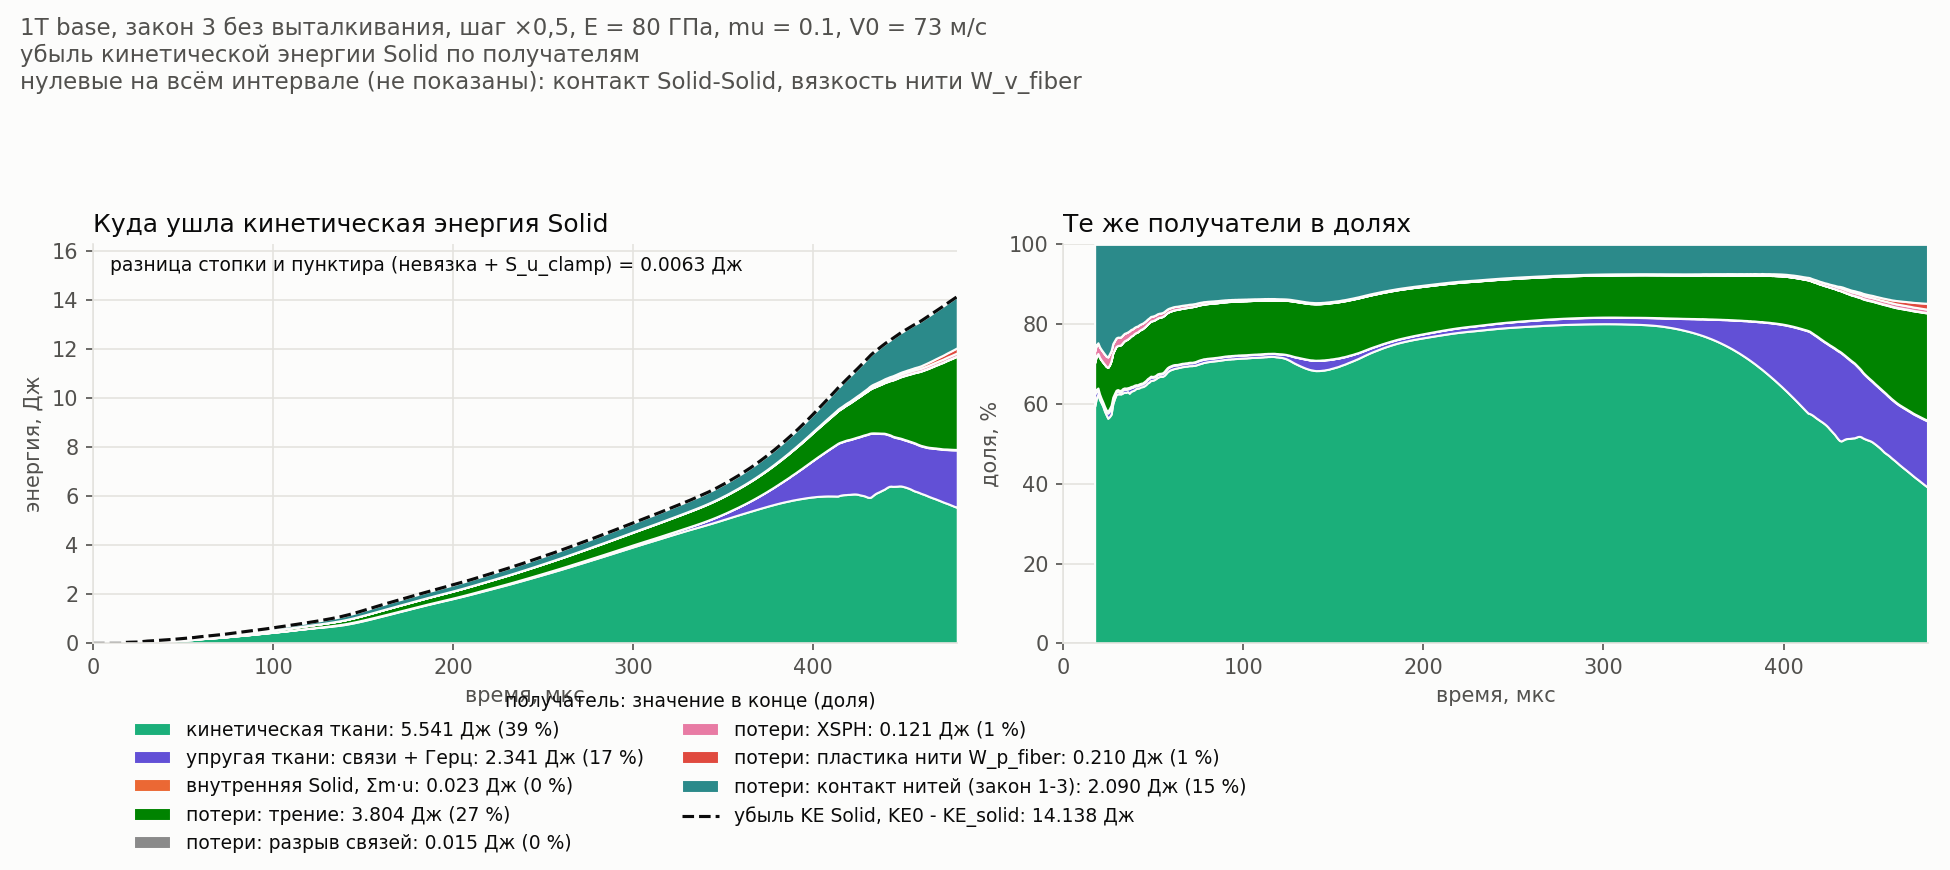 1T base, закон 3 без выталкивания, шаг ×0,5, E = 80 ГПа, mu = 0.1, V0 = 73 м/с
убыль кинетической энергии Solid по получателям
нулевые на всём интервале (не показаны): контакт Solid-Solid, вязкость нити W_v_fiber
Куда ушла кинетическая энергия Solid
разница стопки и пунктира (невязка + S_u_clamp) = 0.0063 Дж
энергия, Дж
16
14
12
10
8
6
4
2
0
0 100 200 300 400
время, мкс
Те же получатели в долях
доля, %
100
80
60
40
20
0
0 100 200 300 400
время, мкс
получатель: значение в конце (доля)
кинетическая ткани: 5.541 Дж (39 %)
упругая ткани: связи + Герц: 2.341 Дж (17 %)
внутренняя Solid, Σm·u: 0.023 Дж (0 %)
потери: трение: 3.804 Дж (27 %)
потери: разрыв связей: 0.015 Дж (0 %)
потери: XSPH: 0.121 Дж (1 %)
потери: пластика нити W_p_fiber: 0.210 Дж (1 %)
потери: контакт нитей (закон 1-3): 2.090 Дж (15 %)
убыль KE Solid, KE0 - KE_solid: 14.138 Дж